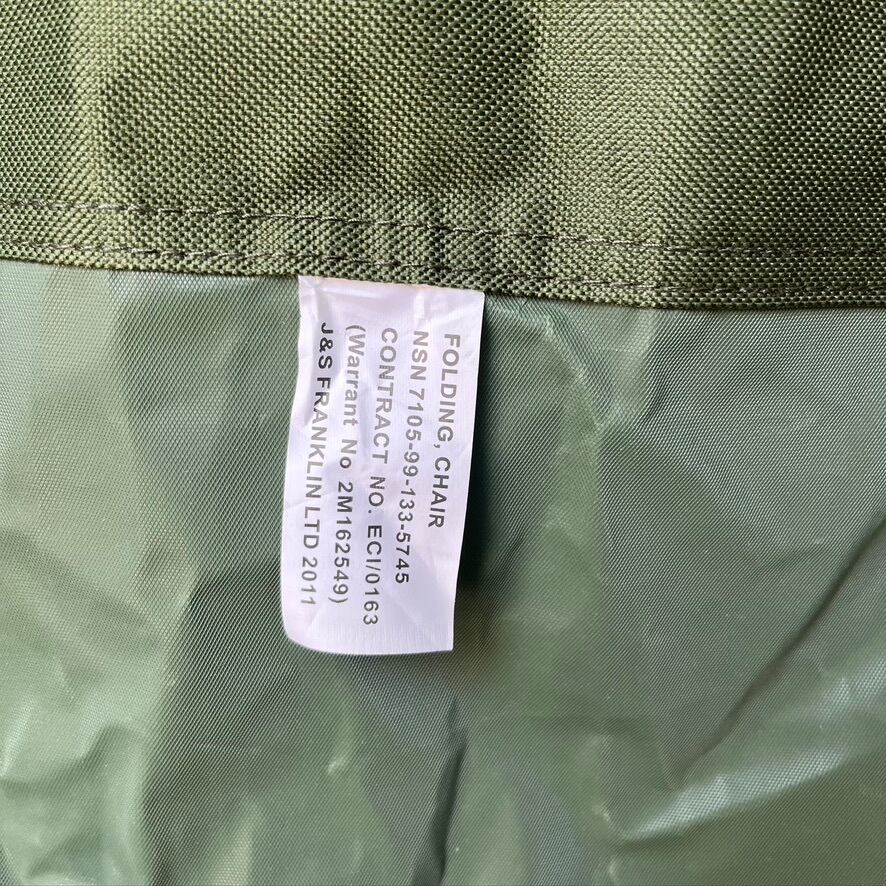 FOLDING, CHAIR
NSN 7105-99-133-5745
CONTRACT NO. ECI/0163
(Warrant No 2M162549)
J&S FRANKLIN LTD 2011